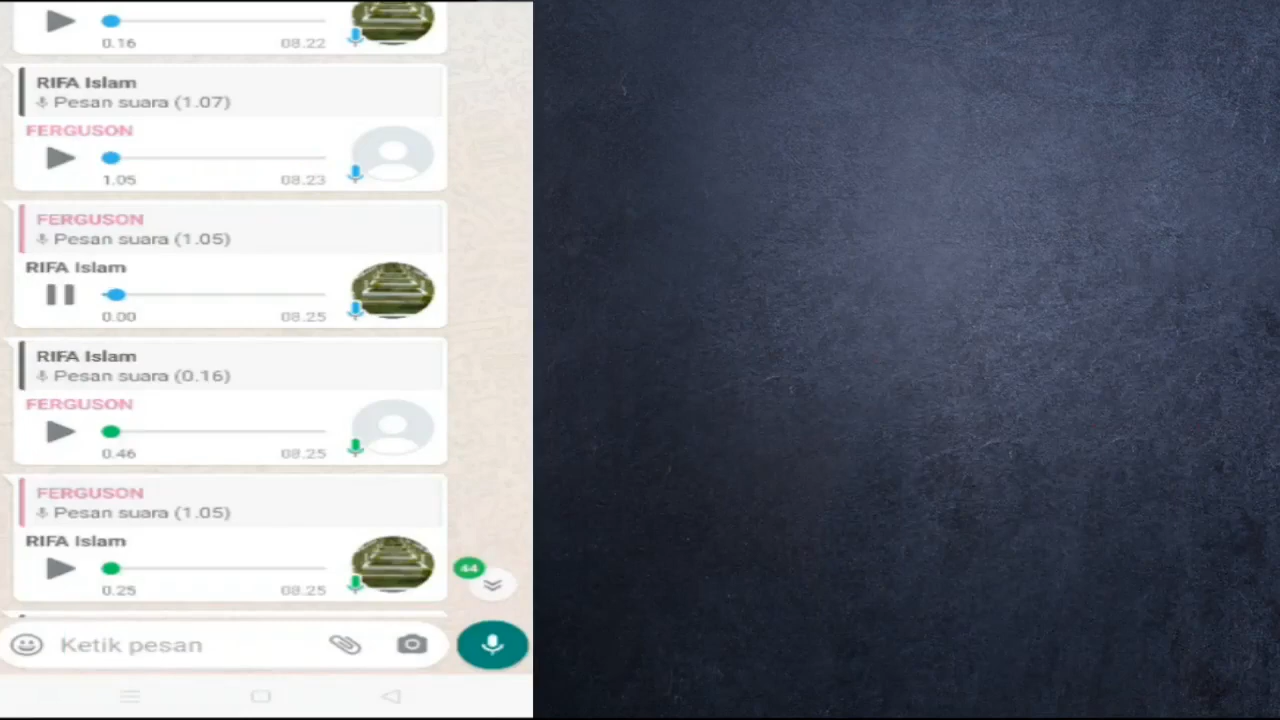 0.16 08.22
RIFA Islam
Pesan suara (1.07)
FERGUSON
1.05 08.23
FERGUSON
Pesan suara (1.05)
RIFA Islam
0.00 08.25
RIFA Islam
Pesan suara (0.16)
FERGUSON
0.46 08.25
FERGUSON
Pesan suara (1.05)
RIFA Islam
0.25 08.25
44
Ketik pesan